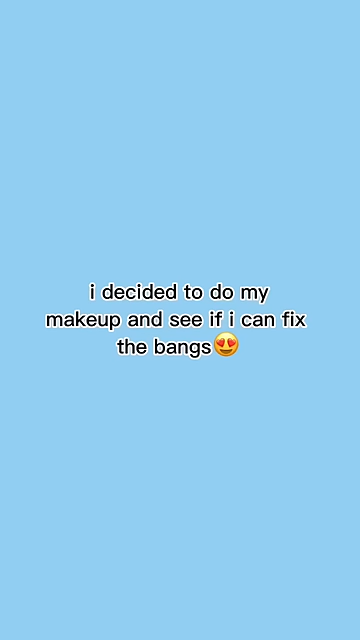 i decided to do my
makeup and see if i can fix
the bangs😍